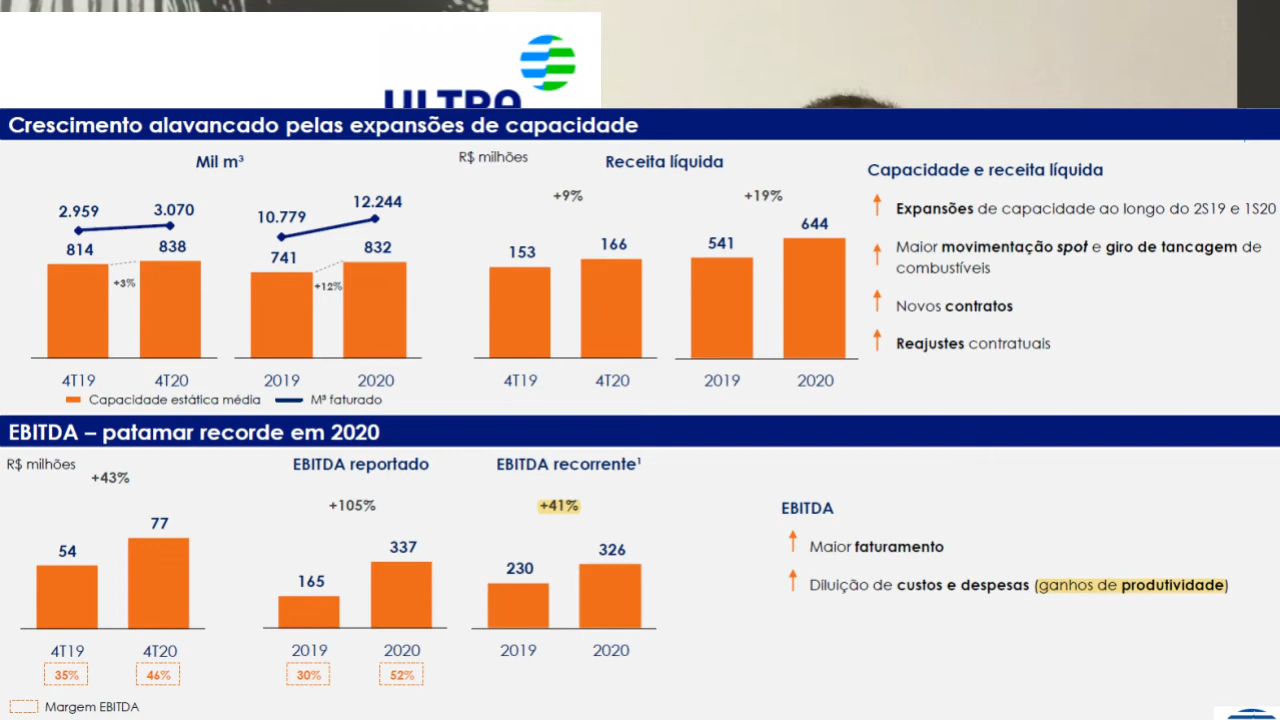 ULTRA
Crescimento alavancado pelas expansões de capacidade
Mil m³
2.959
3.070
10.779
12.244
814
838
741
832
+3%
+12%
4T19
4T20
2019
2020
Capacidade estática média
M³ faturado
R$ milhões
Receita líquida
+9%
+19%
153
166
541
644
4T19
4T20
2019
2020
Capacidade e receita líquida
Expansões de capacidade ao longo do 2S19 e 1S20
Maior movimentação spot e giro de tancagem de
combustíveis
Novos contratos
Reajustes contratuais
EBITDA – patamar recorde em 2020
R$ milhões
+43%
54
77
4T19
4T20
35%
46%
EBITDA reportado
+105%
165
337
2019
2020
30%
52%
EBITDA recorrente¹
+41%
230
326
2019
2020
EBITDA
Maior faturamento
Diluição de custos e despesas (ganhos de produtividade)
Margem EBITDA